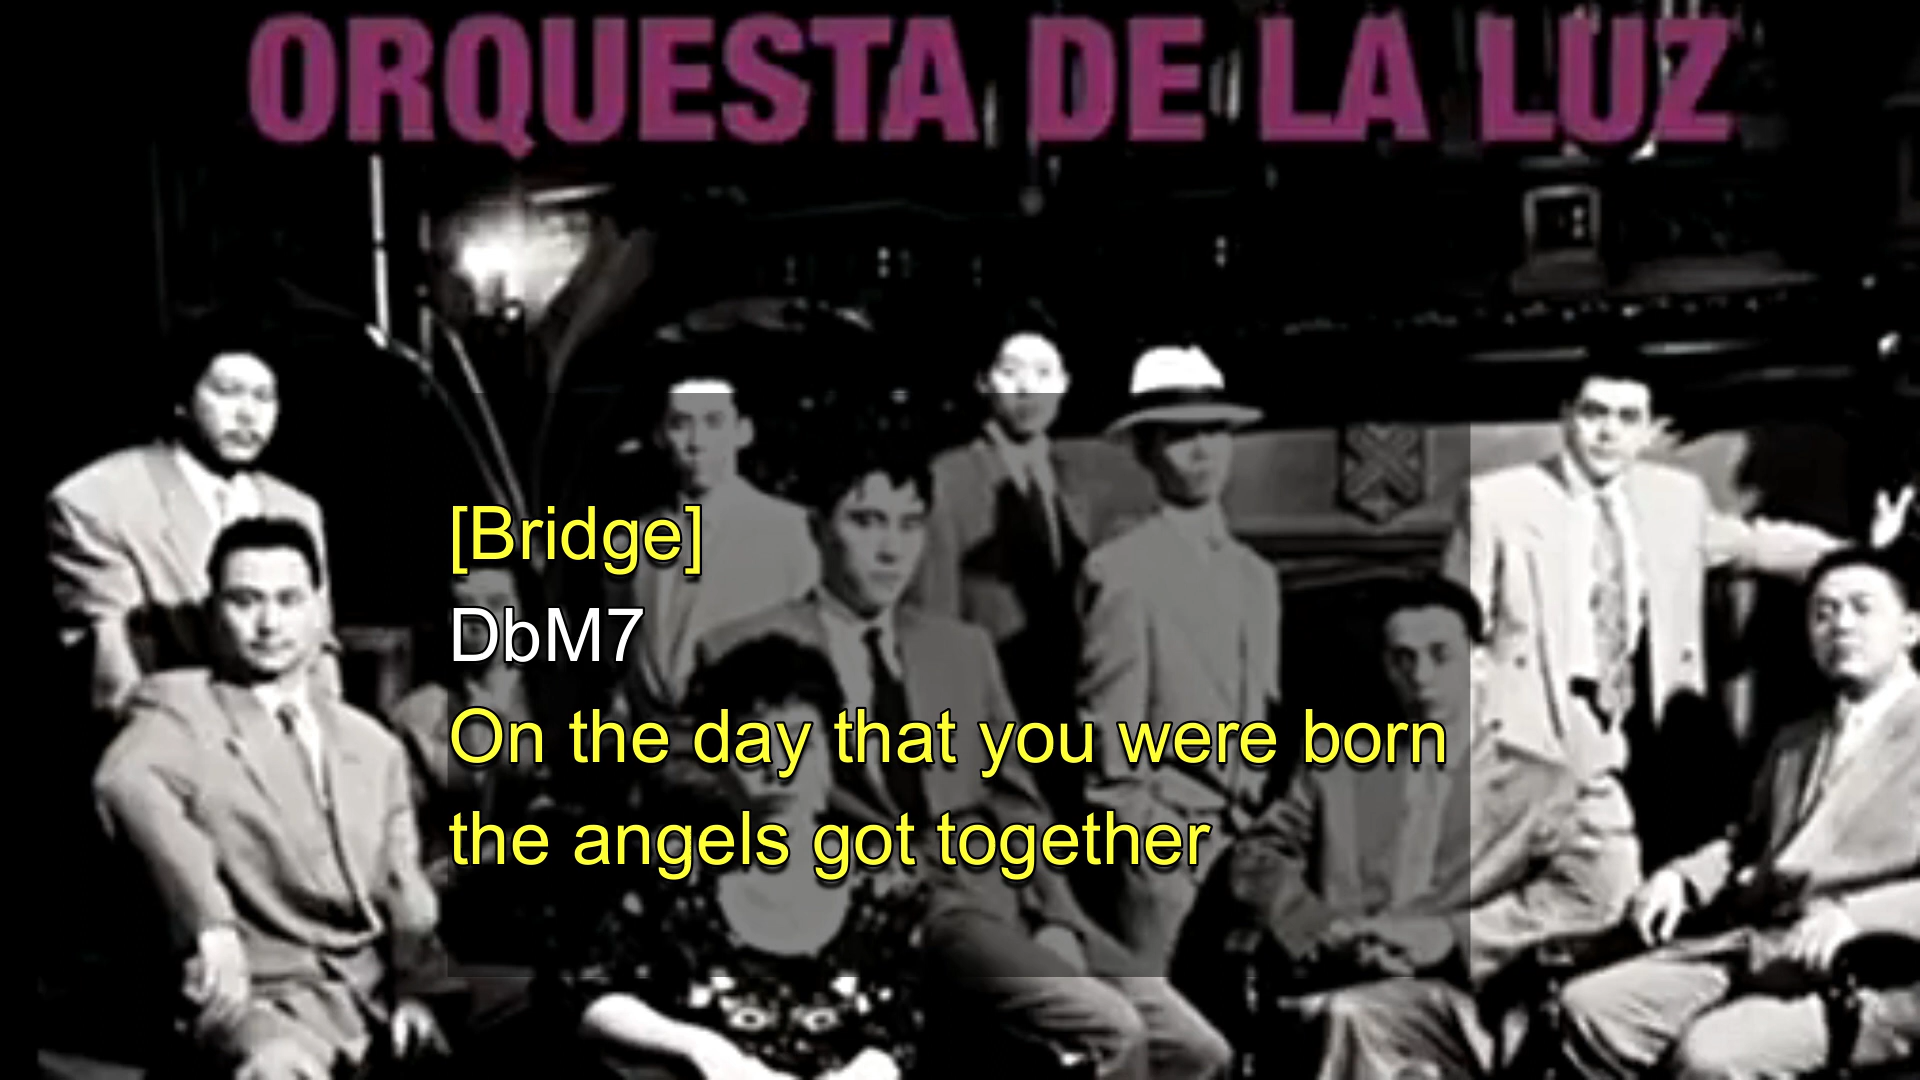 ORQUESTA DE LA LUZ
[Bridge]
DbM7
On the day that you were born
the angels got together